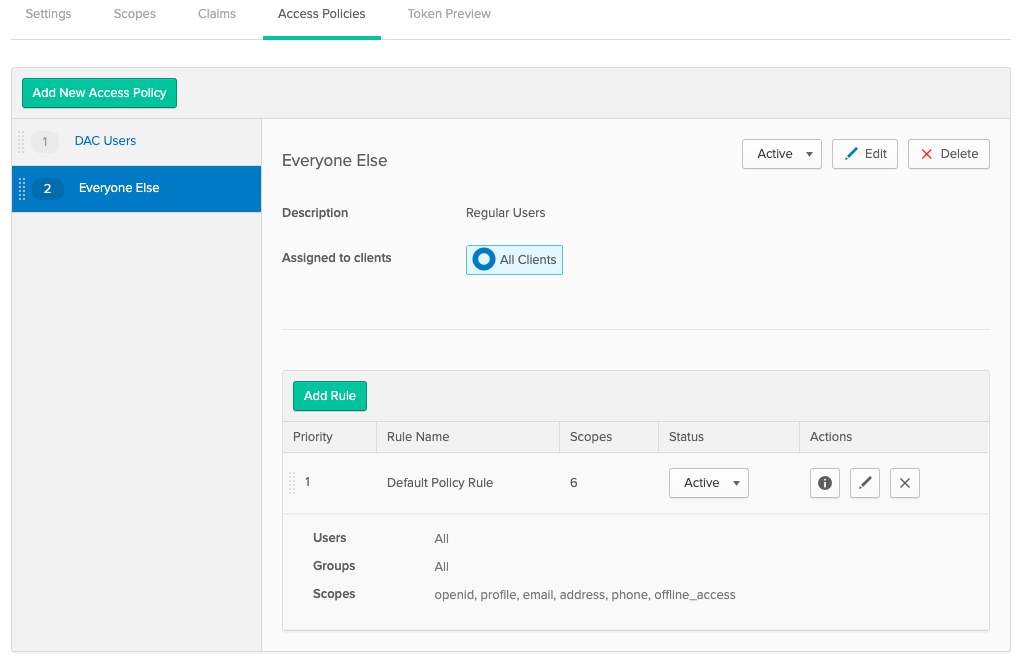 Settings Scopes Claims Access Policies Token Preview
Add New Access Policy
1 DAC Users
2 Everyone Else
Everyone Else Active Edit Delete
Description Regular Users
Assigned to clients All Clients
Add Rule
Priority Rule Name Scopes Status Actions
1 Default Policy Rule 6 Active
Users All
Groups All
Scopes openid, profile, email, address, phone, offline_access